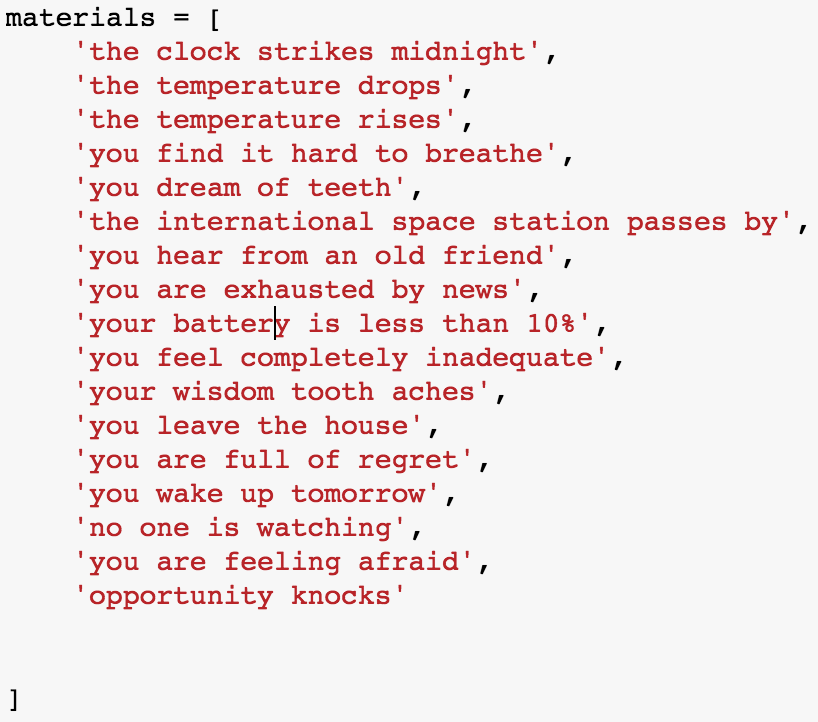 materials = [
    'the clock strikes midnight',
    'the temperature drops',
    'the temperature rises',
    'you find it hard to breathe',
    'you dream of teeth',
    'the international space station passes by',
    'you hear from an old friend',
    'you are exhausted by news',
    'your battery is less than 10%',
    'you feel completely inadequate',
    'your wisdom tooth aches',
    'you leave the house',
    'you are full of regret',
    'you wake up tomorrow',
    'no one is watching',
    'you are feeling afraid',
    'opportunity knocks'
]